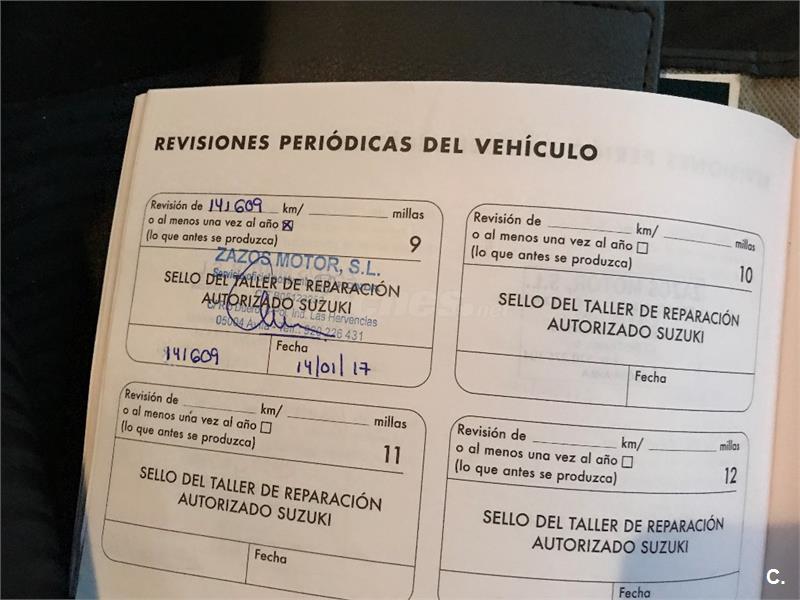 REVISIONES PERIÓDICAS DEL VEHÍCULO
Revisión de 141609 km/ millas
o al menos una vez al año ☒
(lo que antes se produzca)
9
ZAZOS MOTOR, S.L.
SELLO DEL TALLER DE REPARACIÓN
AUTORIZADO SUZUKI
Ind. Las Hervencias
05004 Avila 920 226 431
141609
Fecha
14/01/17
Revisión de km/ millas
o al menos una vez al año ☐
(lo que antes se produzca)
10
SELLO DEL TALLER DE REPARACIÓN
AUTORIZADO SUZUKI
Fecha
Revisión de km/ millas
o al menos una vez al año ☐
(lo que antes se produzca)
11
SELLO DEL TALLER DE REPARACIÓN
AUTORIZADO SUZUKI
Fecha
Revisión de km/ millas
o al menos una vez al año ☐
(lo que antes se produzca)
12
SELLO DEL TALLER DE REPARACIÓN
AUTORIZADO SUZUKI
Fecha
C.